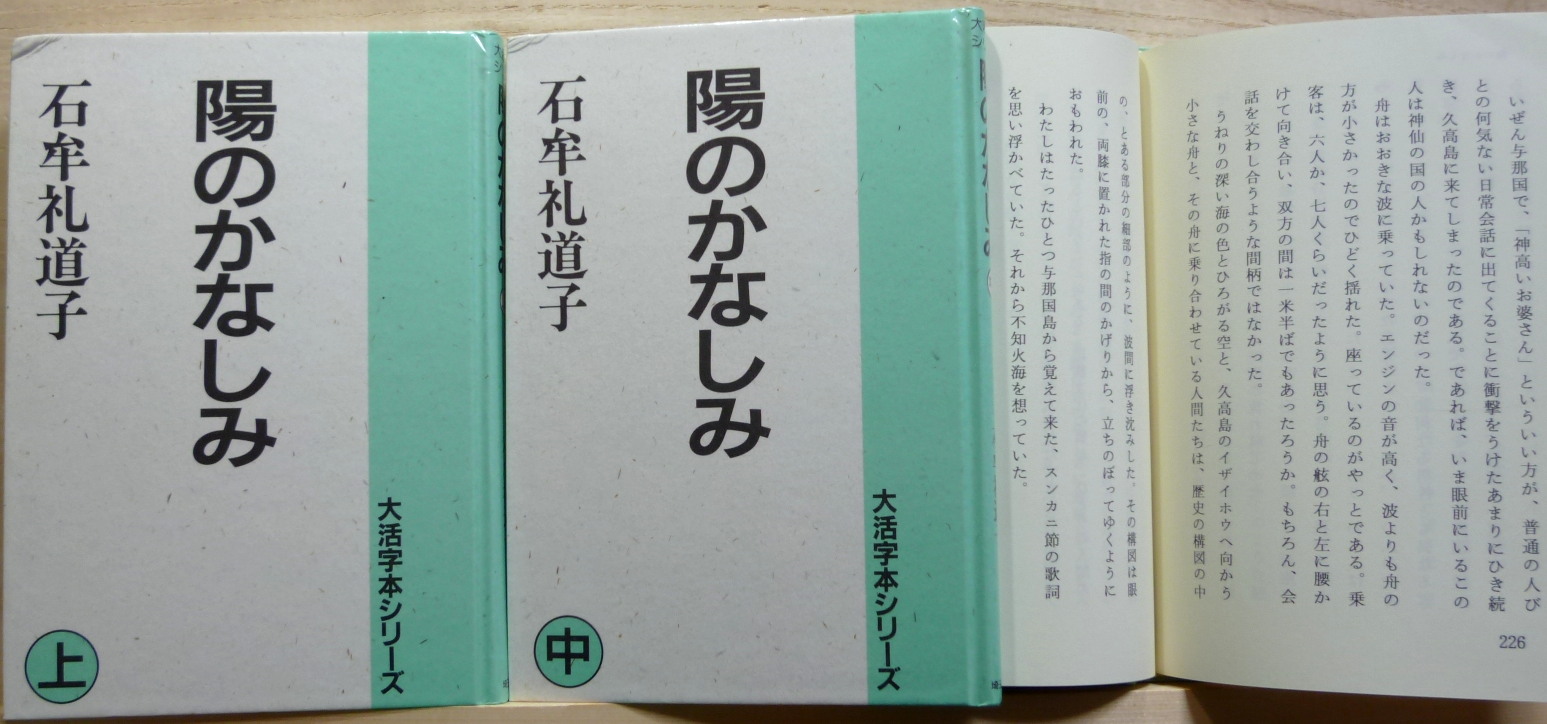 陽のかなしみ
石牟礼道子
大活字本シリーズ
上
陽のかなしみ
石牟礼道子
大活字本シリーズ
中
いぜん与那国で、「神高いお婆さん」といういい方が、普通の人び
との何気ない日常会話に出てくることに衝撃をうけたあまりにひき続
き、久高島に来てしまったのである。であれば、いま眼前にいるこの
人は神仙の国の人かもしれないのだった。
舟はおおきな波に乗っていた。エンジンの音が高く、波よりも舟の
方が小さかったのでひどく揺れた。座っているのがやっとである。乗
客は、六人か、七人くらいだったように思う。舟の舷の右と左に腰か
けて向き合い、双方の間は一米半ばでもあったろうか。もちろん、会
話を交わし合うような間柄ではなかった。
うねりの深い海の色とひろがる空と、久高島のイザイホウへ向かう
小さな舟と、その舟に乗り合わせている人間たちは、歴史の構図の中
226
の、とある部分の細部のように、波間に浮き沈みした。その構図は眼
前の、両膝に置かれた指の間のかげりから、立ちのぼってゆくように
おもわれた。
わたしはたったひとつ与那国島から覚えて来た、スンカニ節の歌詞
を思い浮かべていた。それから不知火海を想っていた。